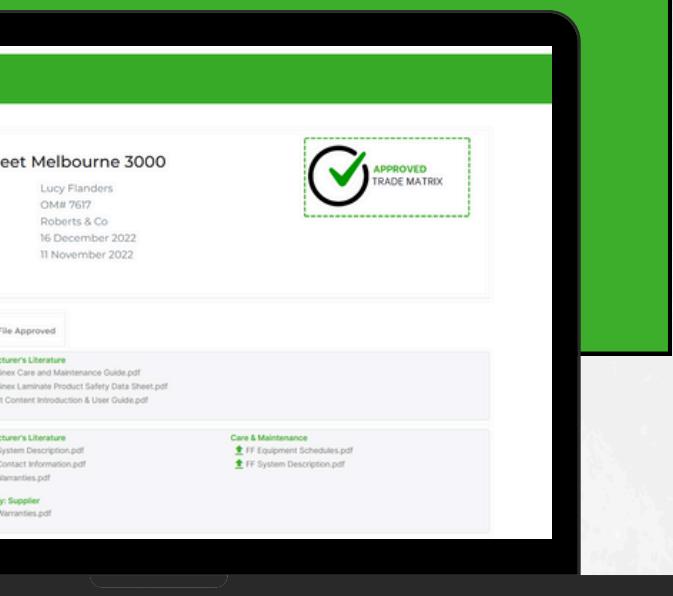 eet Melbourne 3000
Lucy Flanders
OM# 7617
Roberts & Co
16 December 2022
11 November 2022
APPROVED
TRADE MATRIX
File Approved
cturer's Literature
inex Care and Maintenance Guide.pdf
inex Laminate Product Safety Data Sheet.pdf
t Content Introduction & User Guide.pdf
cturer's Literature
System Description.pdf
Contact Information.pdf
Warranties.pdf
y: Supplier
Warranties.pdf
Care & Maintenance
FF Equipment Schedules.pdf
FF System Description.pdf